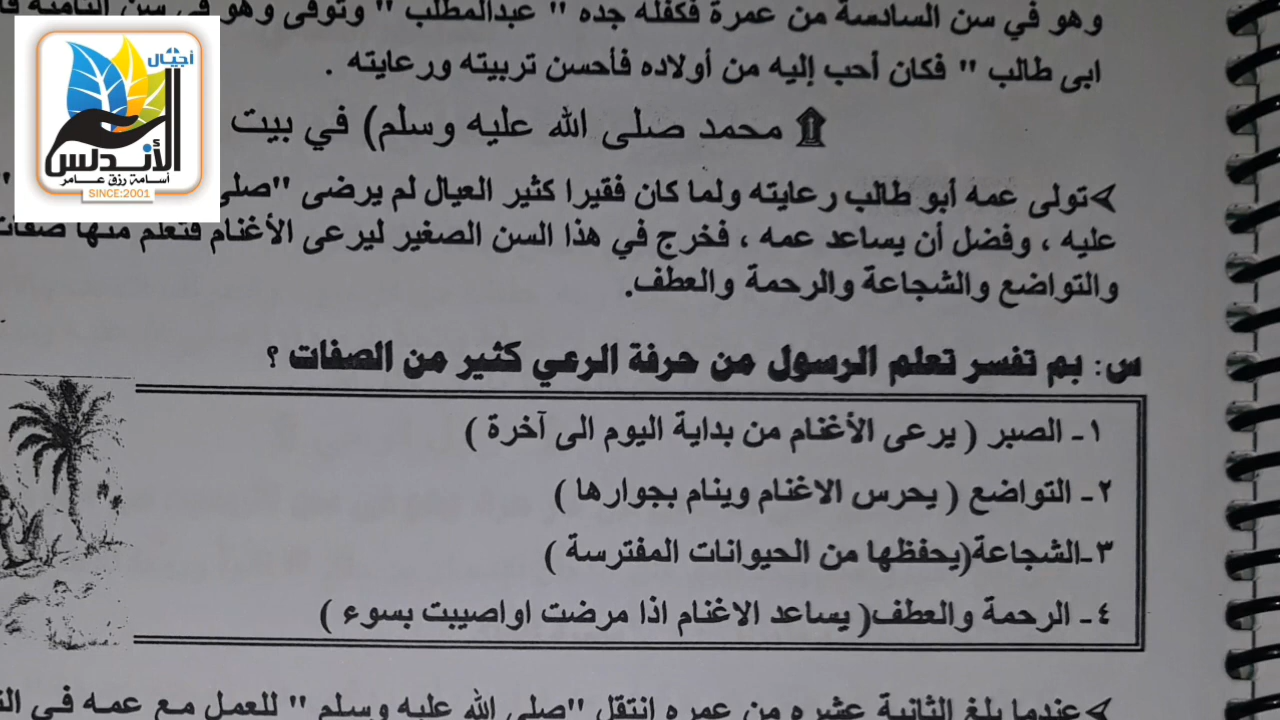 أجيال
الأندلس
أسامة رزق عامر
SINCE:2001
وهو في سن السادسة من عمرة فكفله جده " عبدالمطلب " وتوفى وهو في سن الثامنة
ابى طالب " فكان أحب إليه من أولاده فأحسن تربيته ورعايته .
محمد صلى الله عليه وسلم) في بيت
تولى عمه أبو طالب رعايته ولما كان فقيرا كثير العيال لم يرضى "صلى
عليه ، وفضل أن يساعد عمه ، فخرج في هذا السن الصغير ليرعى الأغنام فتعلم منها صفات
والتواضع والشجاعة والرحمة والعطف.
س: بم تفسر تعلم الرسول من حرفة الرعي كثير من الصفات ؟
١- الصبر ( يرعى الأغنام من بداية اليوم الى آخرة )
٢- التواضع ( يحرس الاغنام وينام بجوارها )
٣-الشجاعة(يحفظها من الحيوانات المفترسة )
٤- الرحمة والعطف( يساعد الاغنام اذا مرضت اواصيبت بسوء )
عندما بلغ الثانية عشره من عمره انتقل "صلى الله عليه وسلم " للعمل مع عمه في